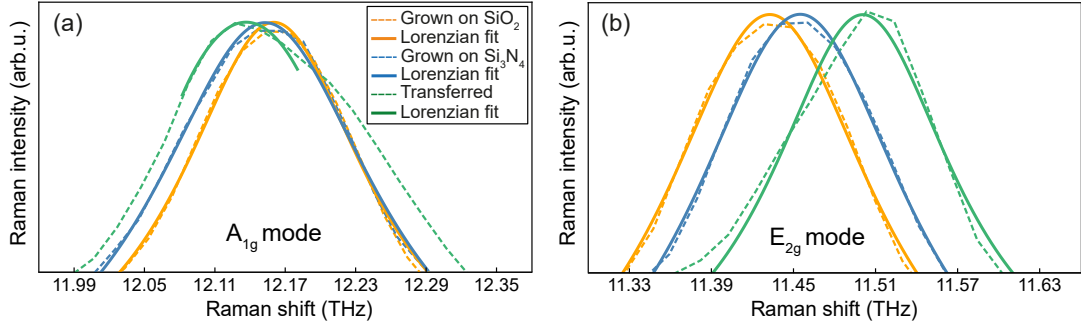 (a)
Raman intensity (arb.u.)
Grown on SiO₂
Lorenzian fit
Grown on Si₃N₄
Lorenzian fit
Transferred
Lorenzian fit
A₁g mode
11.99 12.05 12.11 12.17 12.23 12.29 12.35
Raman shift (THz)
(b)
Raman intensity (arb.u.)
E₂g mode
11.33 11.39 11.45 11.51 11.57 11.63
Raman shift (THz)